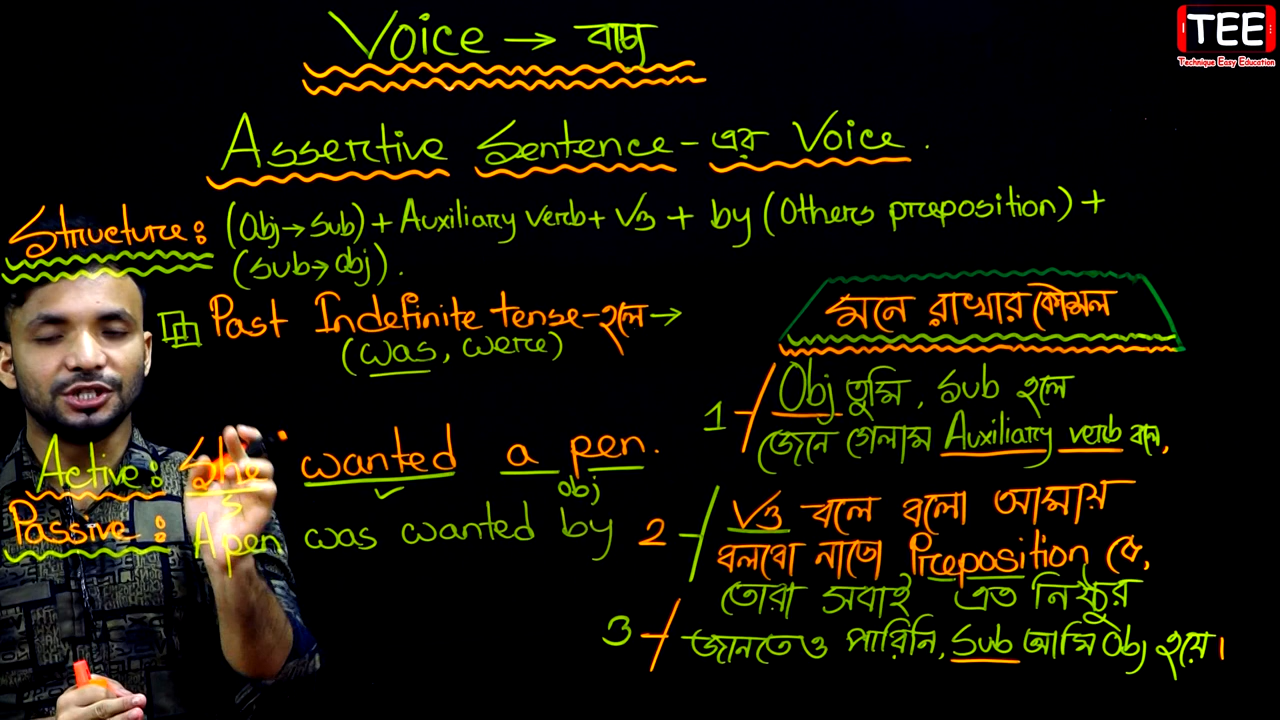 Voice → বাচ্য
TEE
Technique Easy Education
Assertive Sentence - এর Voice.
Structure: (Obj→Sub) + Auxiliary verb + V3 + by (Others preposition) +
(Sub→obj).
Past Indefinite tense-হলে →
(was, were)
মনে রাখার কৌশল
1 - Obj তুমি, Sub হলে
জেনে গেলাম Auxiliary verb বলে,
Active: She wanted a pen.
S obj
Passive: A pen was wanted by
2 - V3 বলে বলো আমায়
বলবো নাতো Preposition কে,
তোরা সবাই এত নিষ্ঠুর
3 - জানতেও পারিনি, Sub আমি Obj হয়ে।